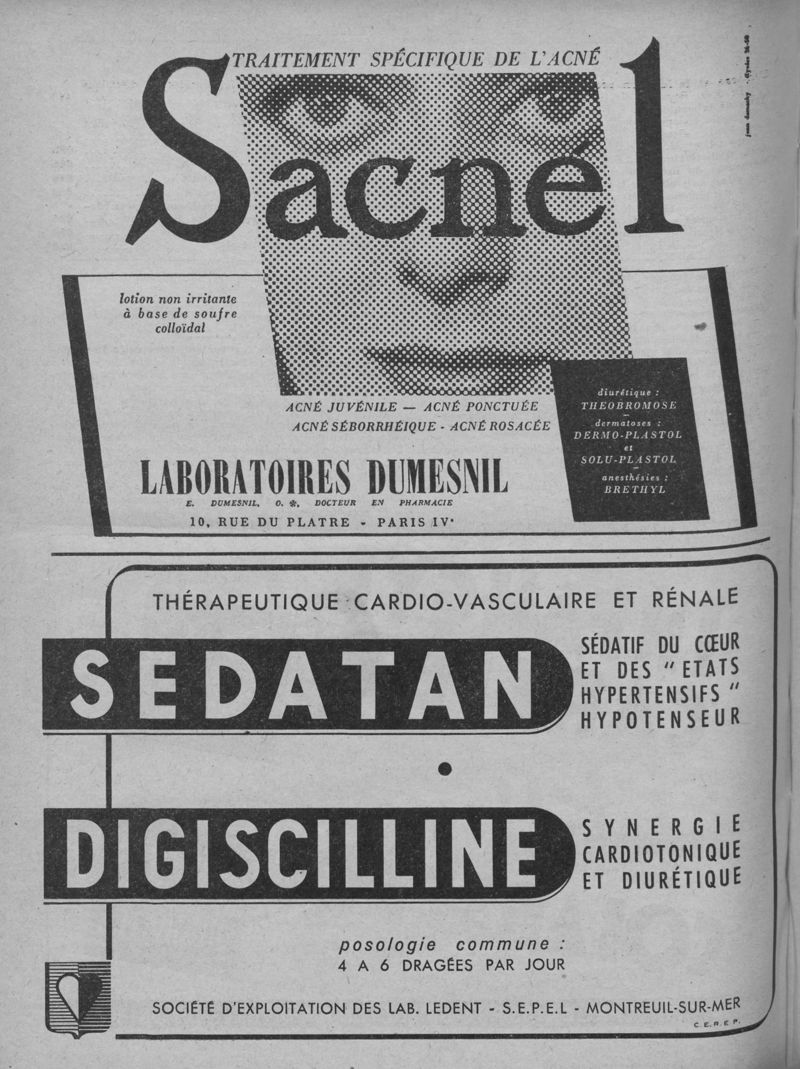 TRAITEMENT SPÉCIFIQUE DE L'ACNÉ
Sacnél
lotion non irritante
à base de soufre
colloïdal
ACNÉ JUVÉNILE — ACNÉ PONCTUÉE
ACNÉ SÉBORRHÉIQUE - ACNÉ ROSACÉE
diurétique :
THEOBROMOSE
dermatoses :
DERMO-PLASTOL
et
SOLU-PLASTOL
anesthésies :
BRETHYL
LABORATOIRES DUMESNIL
E. DUMESNIL, O. *, DOCTEUR EN PHARMACIE
10, RUE DU PLATRE - PARIS IVᵉ
THÉRAPEUTIQUE CARDIO-VASCULAIRE ET RÉNALE
SEDATAN
SÉDATIF DU CŒUR
ET DES "ETATS
HYPERTENSIFS"
HYPOTENSEUR
DIGISCILLINE
SYNERGIE
CARDIOTONIQUE
ET DIURÉTIQUE
posologie commune :
4 A 6 DRAGÉES PAR JOUR
SOCIÉTÉ D'EXPLOITATION DES LAB. LEDENT - S.E.P.E.L - MONTREUIL-SUR-MER
C.E.R.E.P.